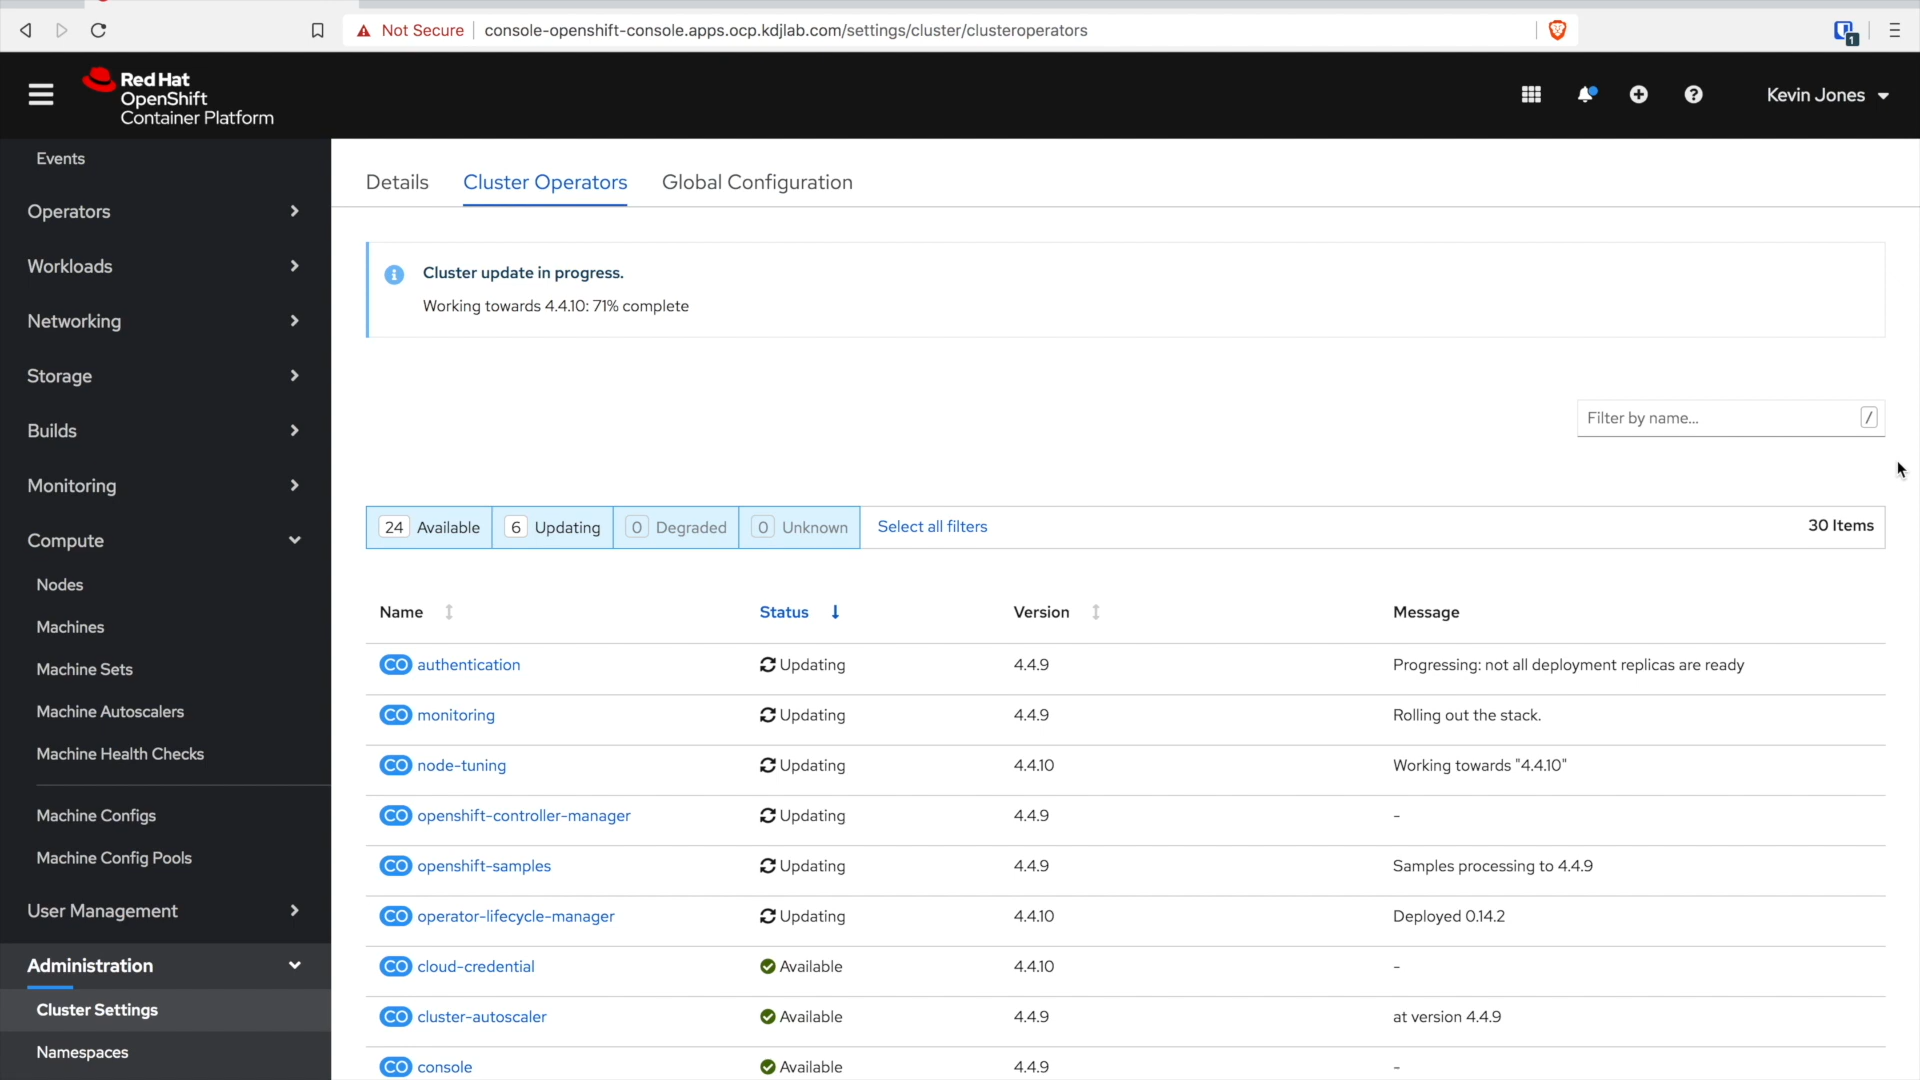 Not Secure console-openshift-console.apps.ocp.kdjlab.com/settings/cluster/clusteroperators
1
Red Hat
OpenShift
Container Platform
Kevin Jones
Events
Operators
Workloads
Networking
Storage
Builds
Monitoring
Compute
Nodes
Machines
Machine Sets
Machine Autoscalers
Machine Health Checks
Machine Configs
Machine Config Pools
User Management
Administration
Cluster Settings
Namespaces
Details Cluster Operators Global Configuration
Cluster update in progress.
Working towards 4.4.10: 71% complete
Filter by name... /
24 Available 6 Updating 0 Degraded 0 Unknown Select all filters 30 Items
Name Status Version Message
CO authentication Updating 4.4.9 Progressing: not all deployment replicas are ready
CO monitoring Updating 4.4.9 Rolling out the stack.
CO node-tuning Updating 4.4.10 Working towards "4.4.10"
CO openshift-controller-manager Updating 4.4.9 -
CO openshift-samples Updating 4.4.9 Samples processing to 4.4.9
CO operator-lifecycle-manager Updating 4.4.10 Deployed 0.14.2
CO cloud-credential Available 4.4.10 -
CO cluster-autoscaler Available 4.4.9 at version 4.4.9
CO console Available 4.4.9 -